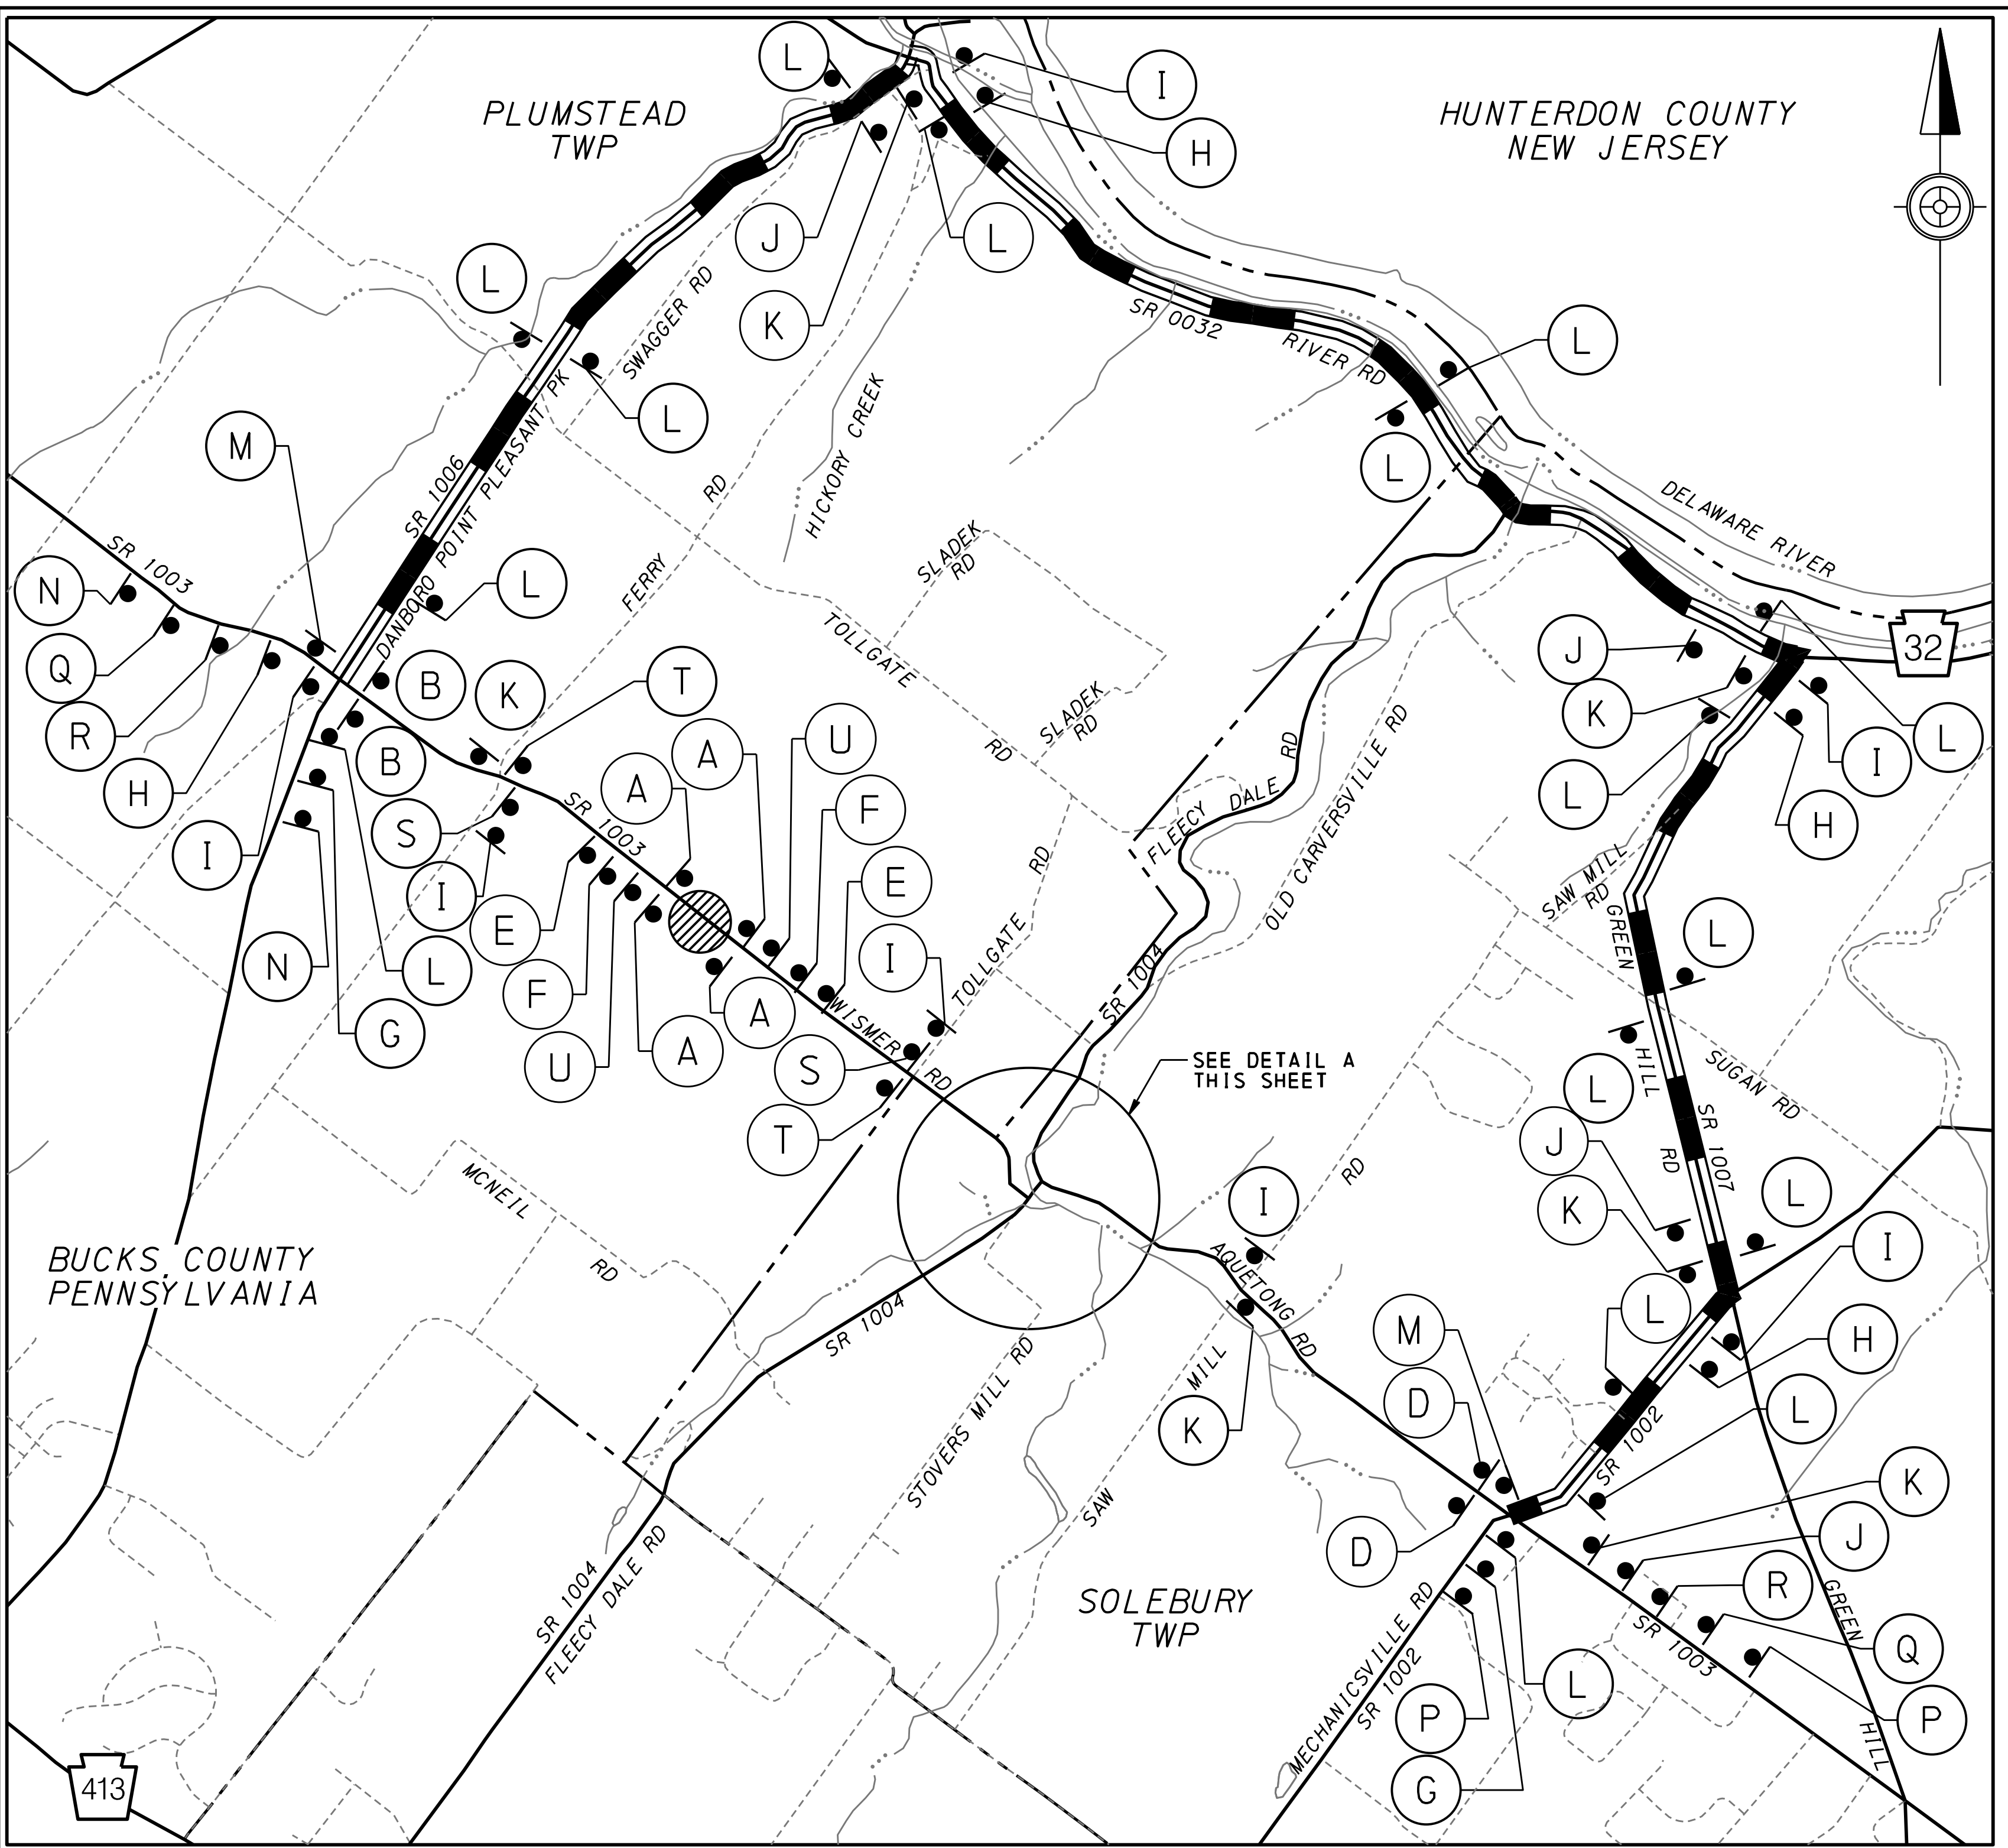 PLUMSTEAD
TWP
HUNTERDON COUNTY
NEW JERSEY
L
I
H
J
L
K
L
L
SWAGGER RD
SR 0032
RIVER RD
L
L
M
SR 1006
DANBORO POINT PLEASANT PK
HICKORY CREEK
FERRY RD
SLADEK
RD
DELAWARE RIVER
SR 1003
N
Q
R
H
I
L
B
B
K
T
TOLLGATE RD
SLADEK
RD
J
K
L
32
L
I
H
S
I
A
A
U
F
E
I
SR 1003
E
F
U
A
A
S
T
N
L
G
WISMER RD
TOLLGATE RD
FLEECY DALE RD
OLD CARVERSVILLE RD
SR 1004
SAW MILL
RD
GREEN HILL RD
L
L
SUGAN RD
SR 1007
SEE DETAIL A
THIS SHEET
J
K
L
I
H
L
MCNEIL RD
BUCKS COUNTY
PENNSYLVANIA
SR 1004
STOVERS MILL RD
I
AQUETONG RD
K
SAW MILL RD
M
D
D
L
SR 1002
K
J
R
Q
P
SR 1004
FLEECY DALE RD
SOLEBURY
TWP
MECHANICSVILLE RD
SR 1002
L
P
G
SR 1003
GREEN HILL
413